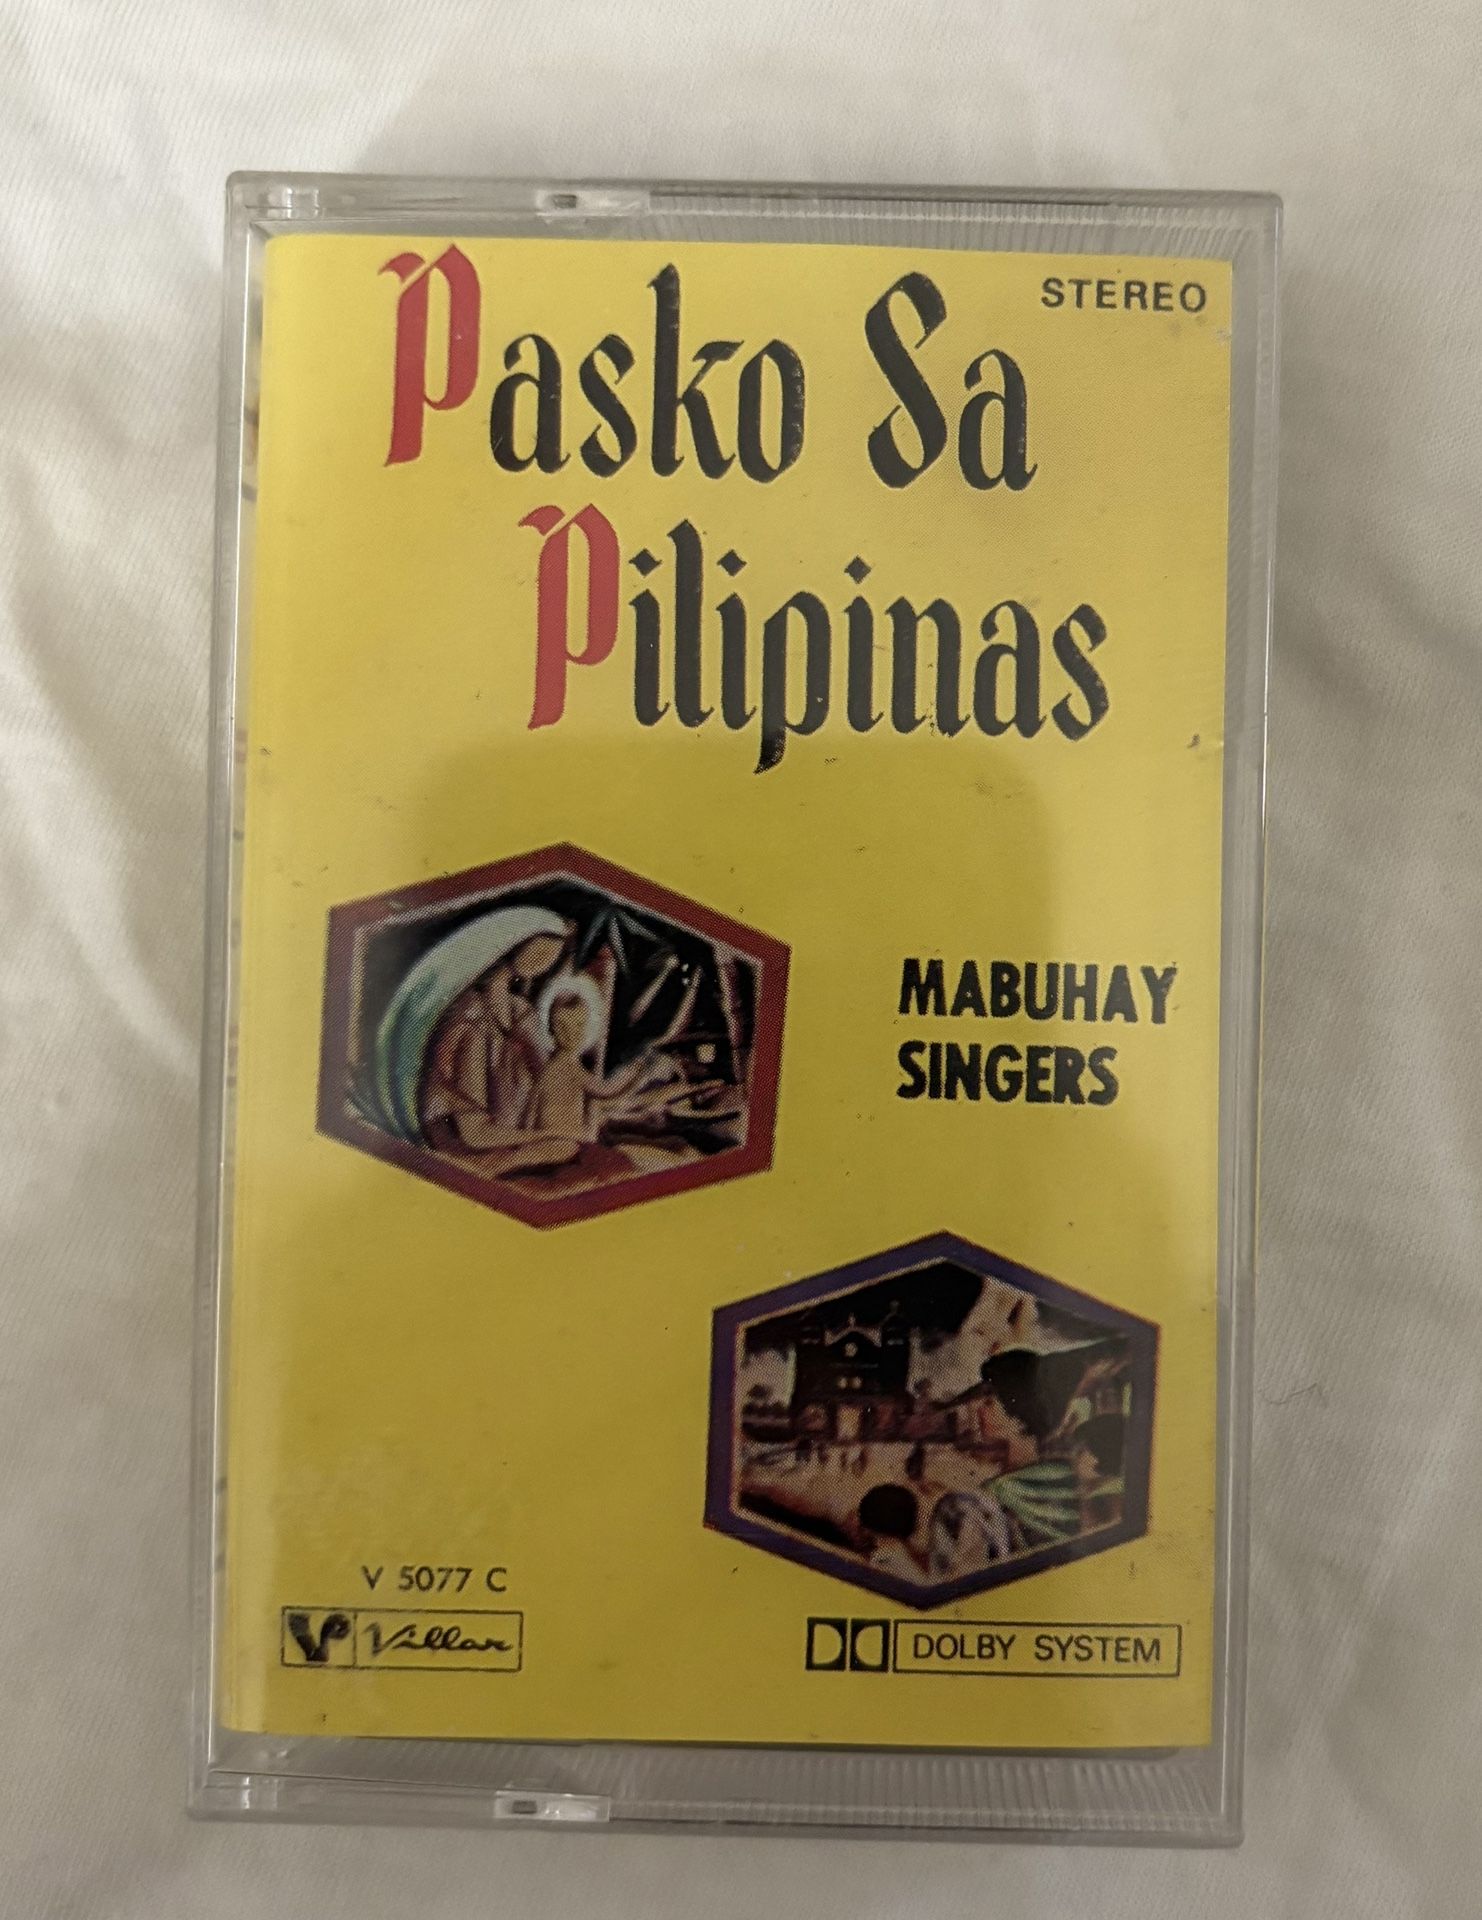 STEREO
Pasko Sa
Pilipinas
MABUHAY
SINGERS
V 5077 C
Villar
DOLBY SYSTEM